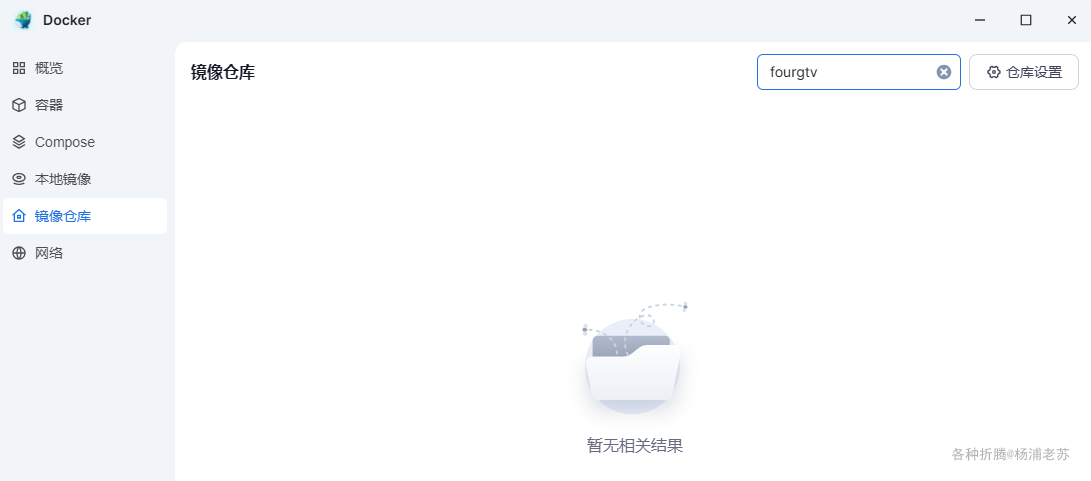 Docker
概览
容器
Compose
本地镜像
镜像仓库
网络
镜像仓库
fourgtv
仓库设置
暂无相关结果
各种折腾@杨浦老苏